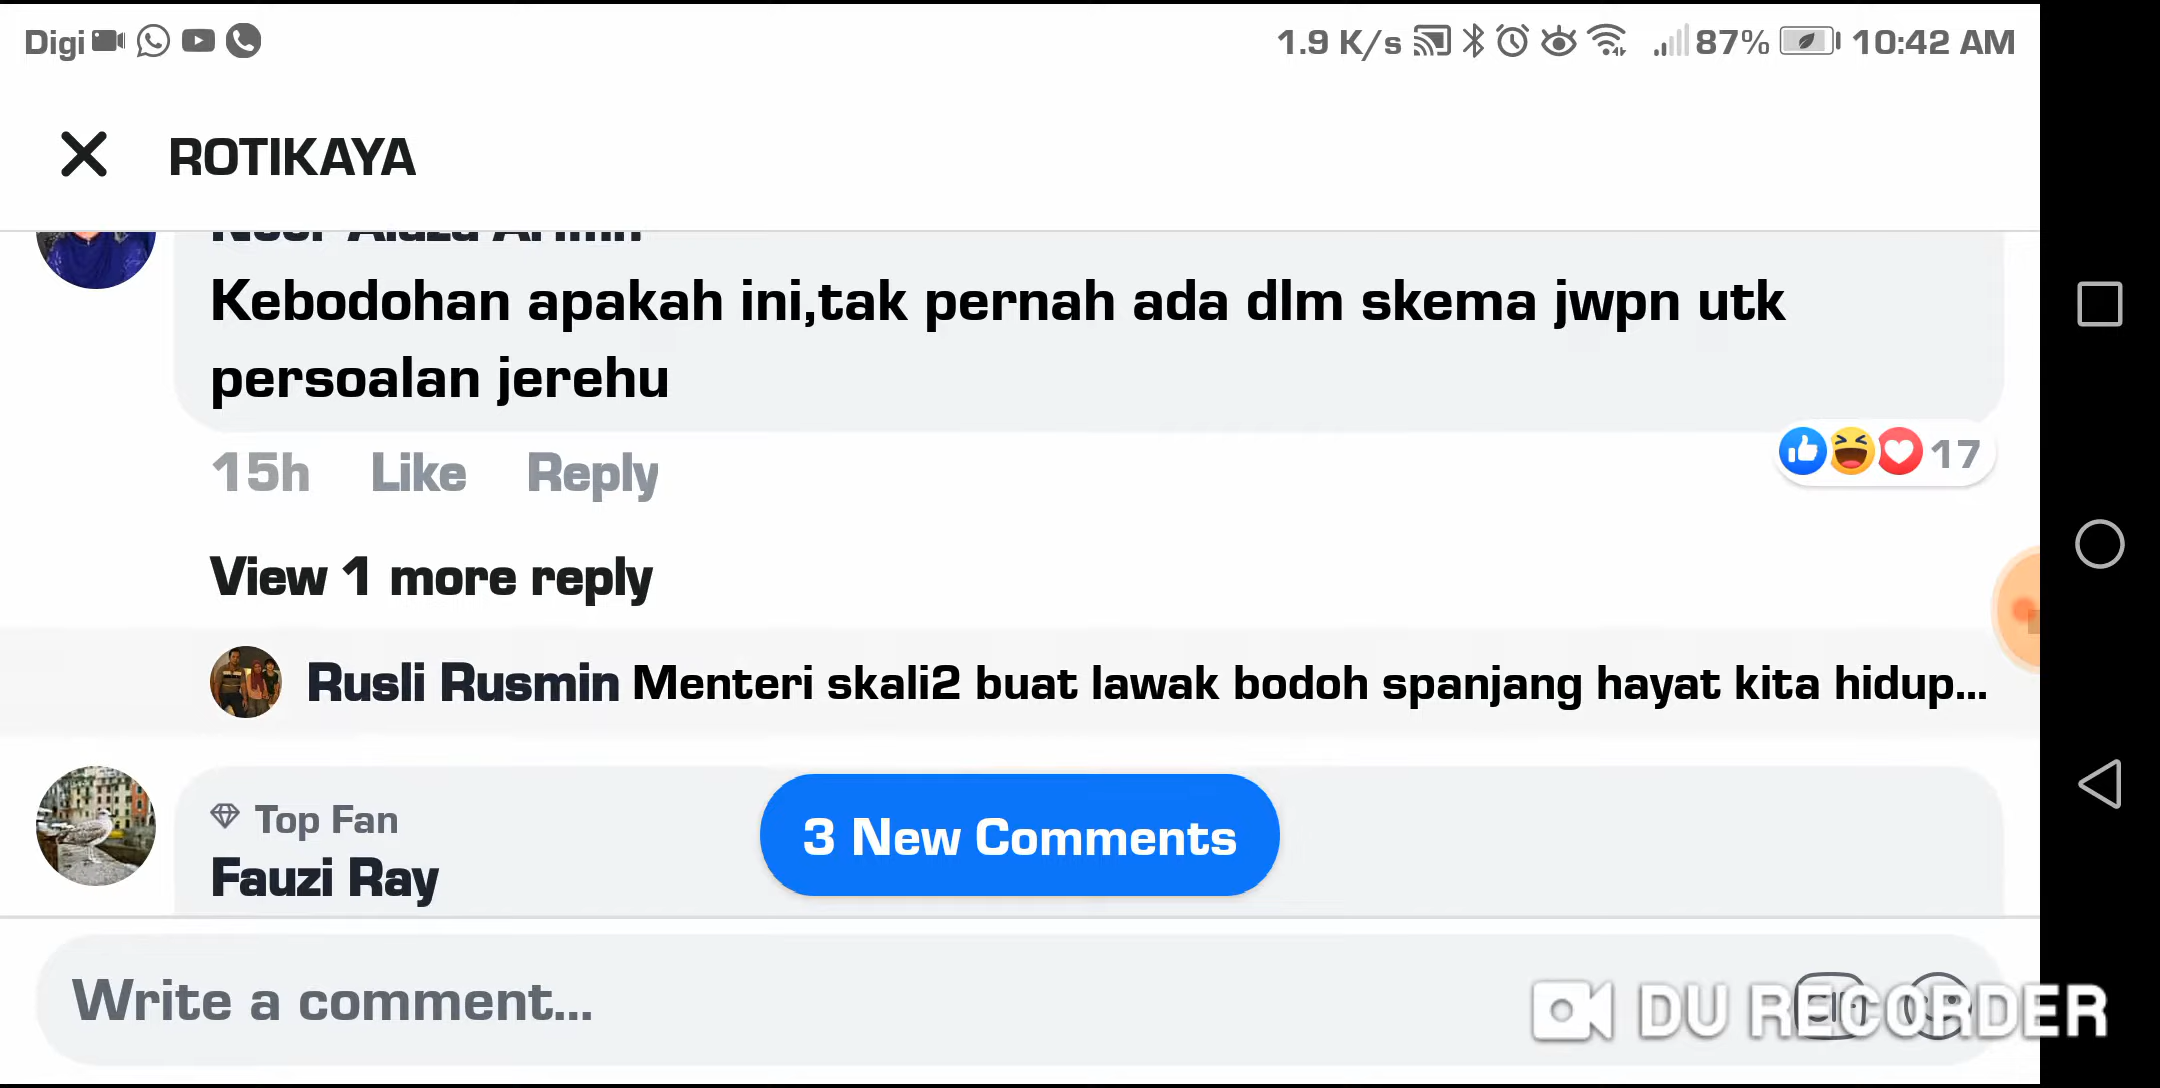 Digi 1.9 K/s 87% 10:42 AM
ROTIKAYA
Kebodohan apakah ini,tak pernah ada dlm skema jwpn utk
persoalan jerehu
17
15h Like Reply
View 1 more reply
Rusli Rusmin Menteri skali2 buat lawak bodoh spanjang hayat kita hidup...
Top Fan
3 New Comments
Fauzi Ray
Write a comment...
GIF
DU RECORDER